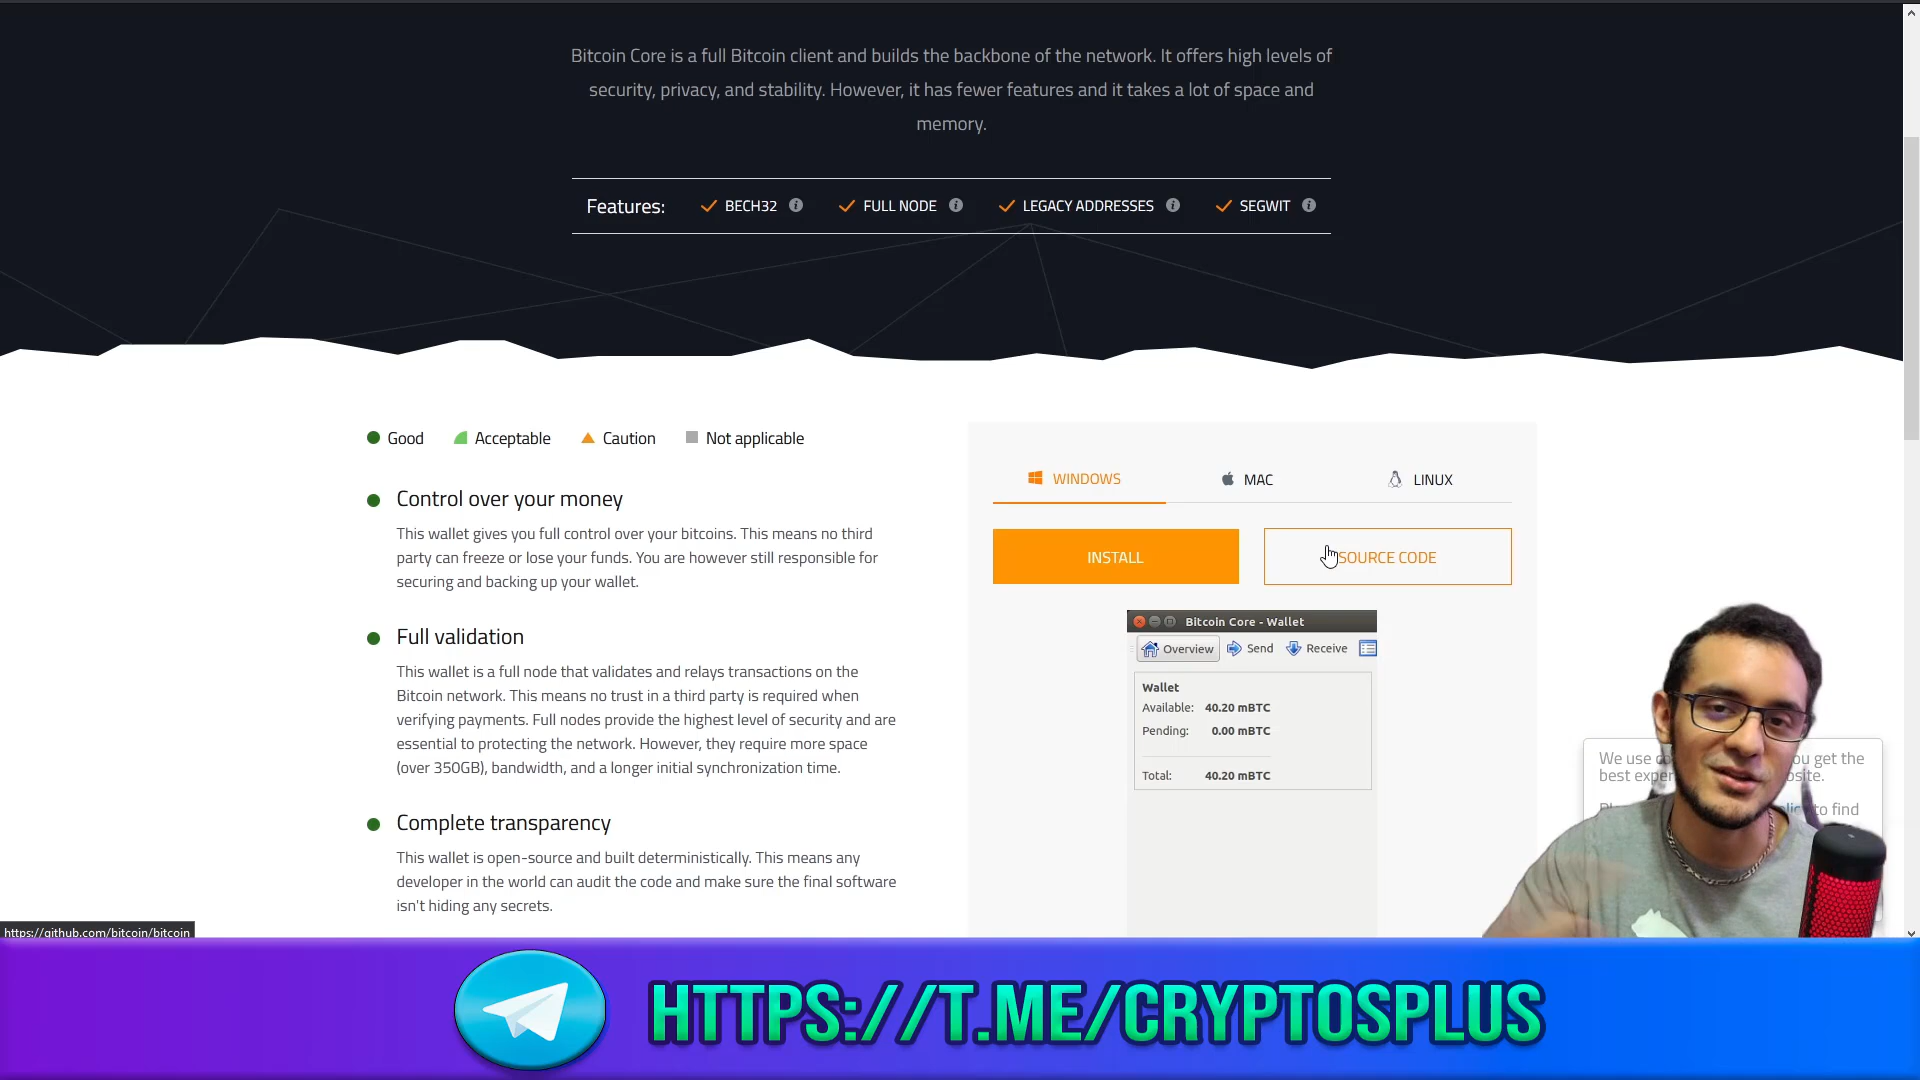 Bitcoin Core is a full Bitcoin client and builds the backbone of the network. It offers high levels of
security, privacy, and stability. However, it has fewer features and it takes a lot of space and
memory.
Features: BECH32 FULL NODE LEGACY ADDRESSES SEGWIT
Good Acceptable Caution Not applicable
Control over your money
This wallet gives you full control over your bitcoins. This means no third
party can freeze or lose your funds. You are however still responsible for
securing and backing up your wallet.
Full validation
This wallet is a full node that validates and relays transactions on the
Bitcoin network. This means no trust in a third party is required when
verifying payments. Full nodes provide the highest level of security and are
essential to protecting the network. However, they require more space
(over 350GB), bandwidth, and a longer initial synchronization time.
Complete transparency
This wallet is open-source and built deterministically. This means any
developer in the world can audit the code and make sure the final software
isn't hiding any secrets.
WINDOWS MAC LINUX
INSTALL SOURCE CODE
Bitcoin Core - Wallet
Overview Send Receive
Wallet
Available: 40.20 mBTC
Pending: 0.00 mBTC
Total: 40.20 mBTC
We use you get the
best
to find
https://github.com/bitcoin/bitcoin
HTTPS://T.ME/CRYPTOSPLUS